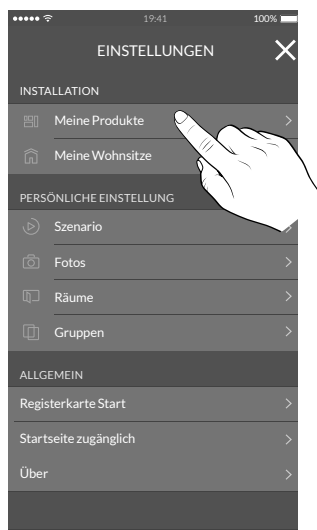 19:41 100%
EINSTELLUNGEN
INSTALLATION
Meine Produkte
Meine Wohnsitze
PERSÖNLICHE EINSTELLUNG
Szenario
Fotos
Räume
Gruppen
ALLGEMEIN
Registerkarte Start
Startseite zugänglich
Über